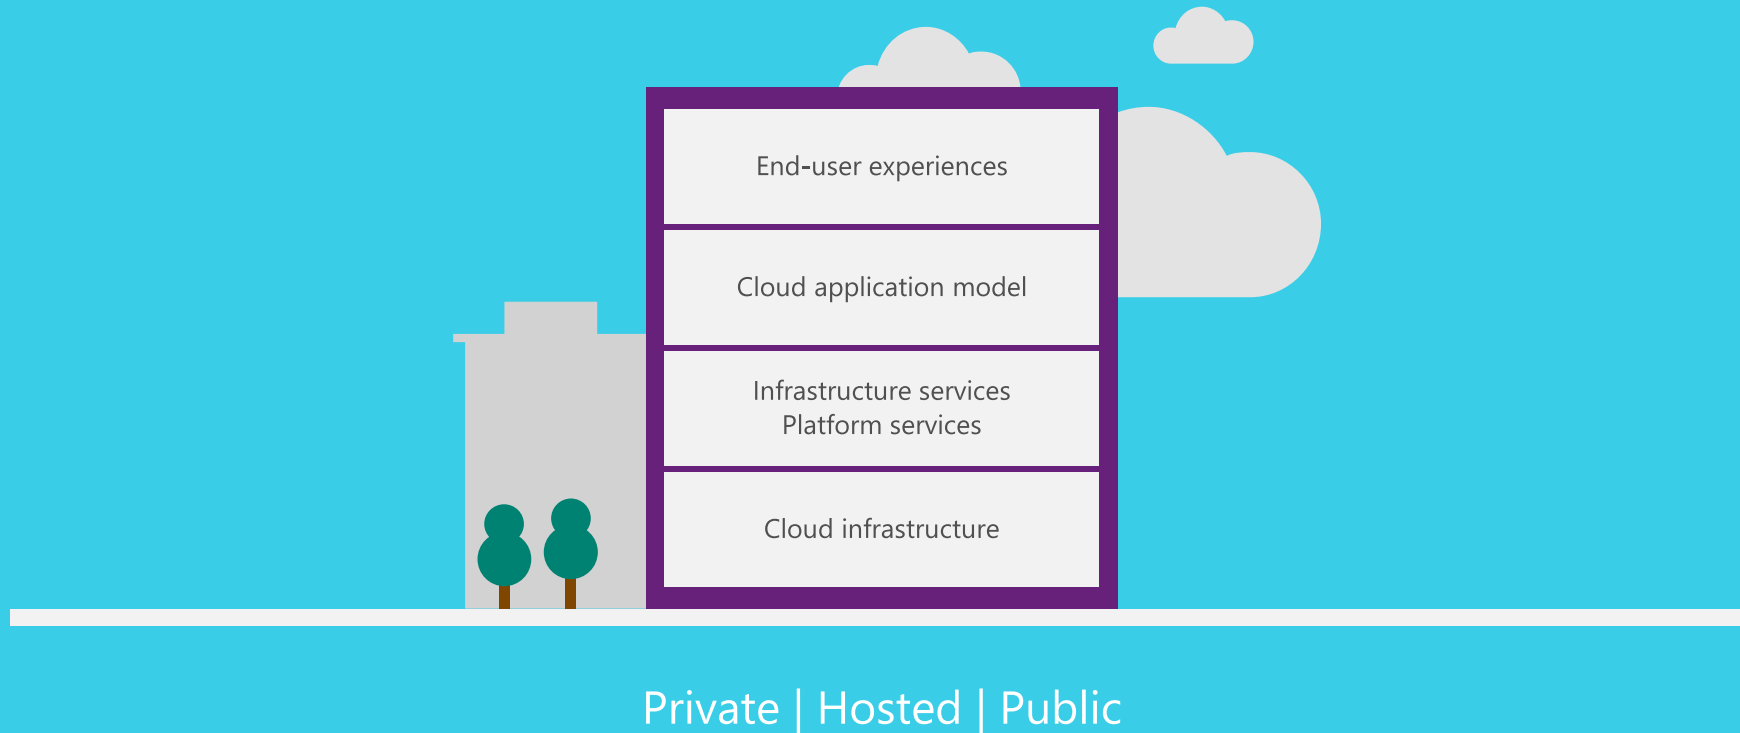 End-user experiences
Cloud application model
Infrastructure services
Platform services
Cloud infrastructure
Private | Hosted | Public